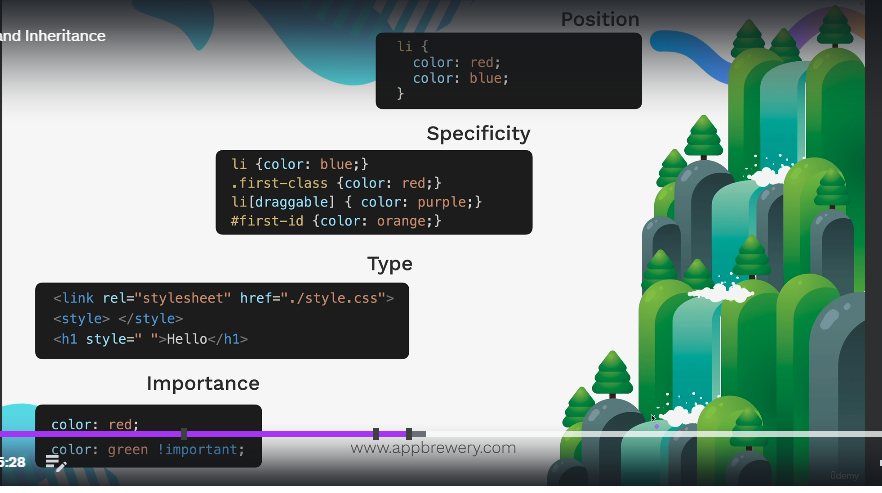 and Inheritance
Position
li {
color: red;
color: blue;
}
Specificity
li {color: blue;}
.first-class {color: red;}
li[draggable] { color: purple;}
#first-id {color: orange;}
Type
<link rel="stylesheet" href="./style.css">
<style> </style>
<h1 style=" ">Hello</h1>
Importance
color: red;
color: green !important;
5:28
www.appbrewery.com
ûdemy